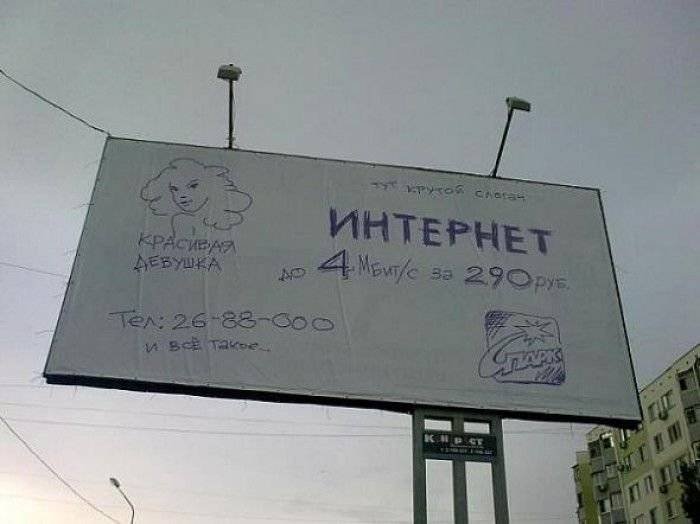 тут крутой слоган
ИНТЕРНЕТ
до 4 Мбит/с за 290 руб.
КРАСИВАЯ
ДЕВУШКА
Тел: 26-88-000
и всё такое...
СПАРК